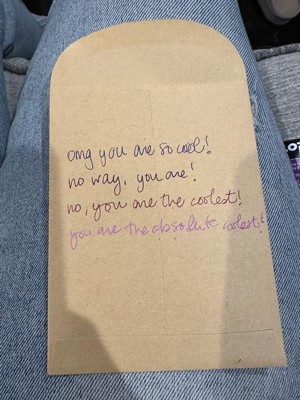 omg you are so cool!
no way, you are!
no, you are the coolest!
you are the absolute coolest!